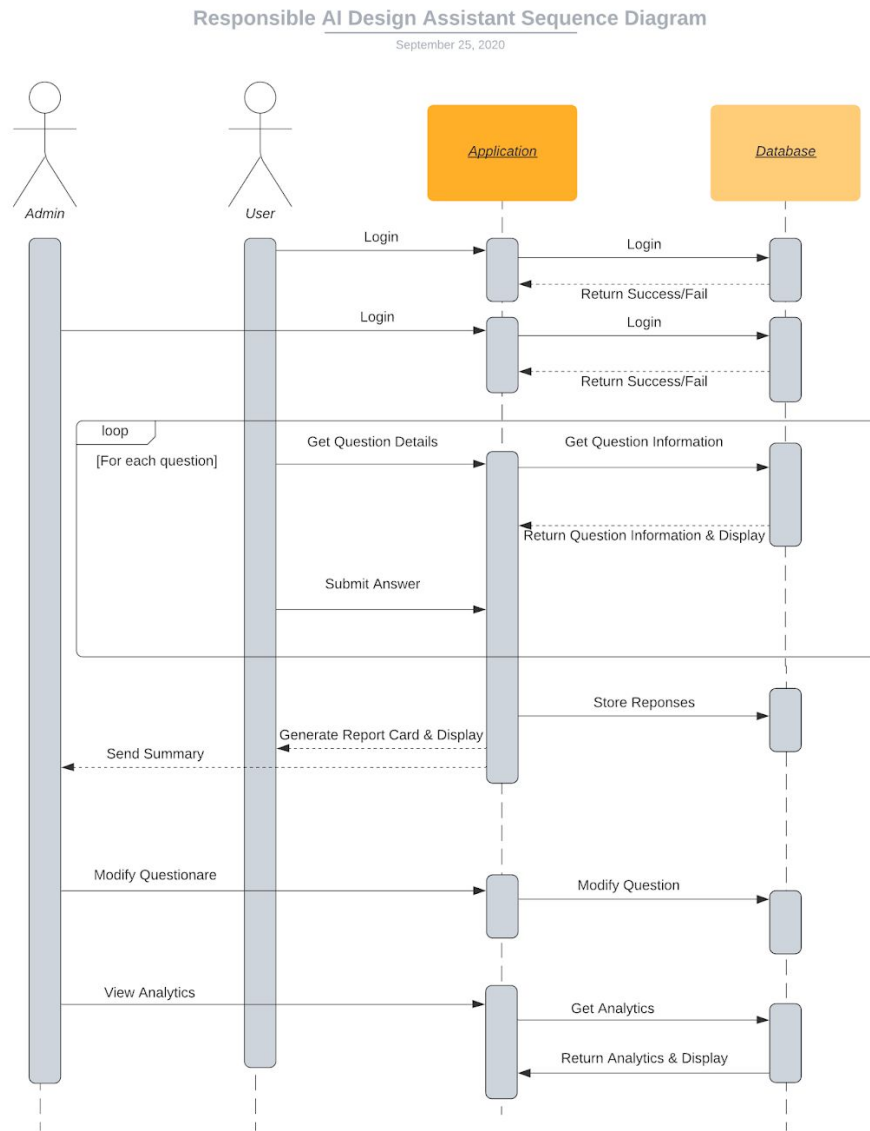 Responsible AI Design Assistant Sequence Diagram
September 25, 2020
Application
Database
Admin
User
Login
Login
Return Success/Fail
Login
Login
Return Success/Fail
loop
[For each question]
Get Question Details
Get Question Information
Return Question Information & Display
Submit Answer
Store Reponses
Generate Report Card & Display
Send Summary
Modify Questionare
Modify Question
View Analytics
Get Analytics
Return Analytics & Display